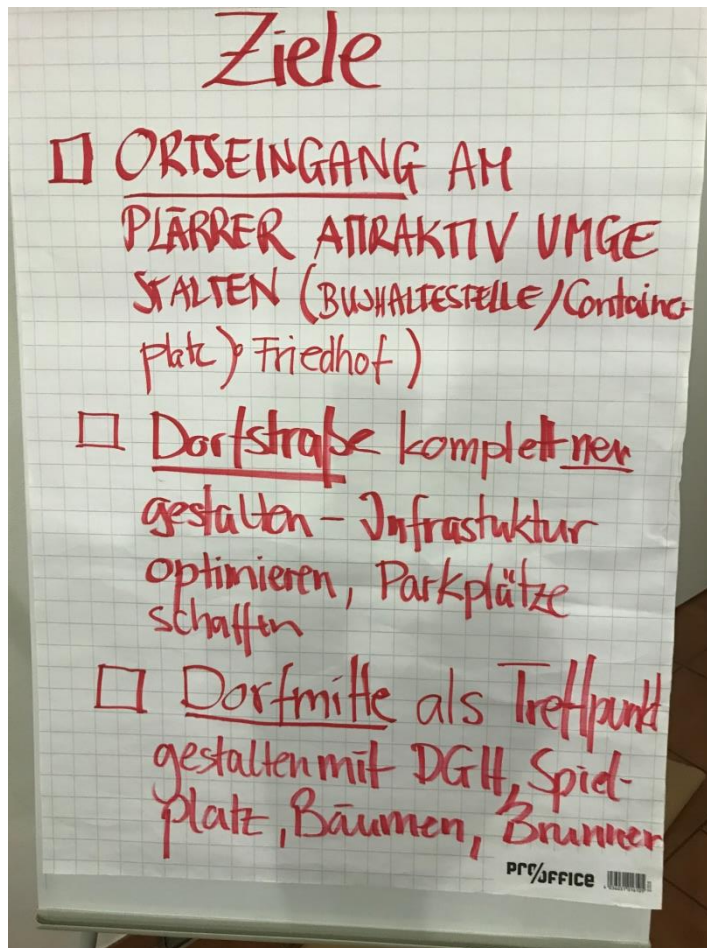 Ziele
☐ ORTSEINGANG AM
PLÄRRER ATTRAKTIV UMGE
STALTEN (BUSHALTESTELLE/Container
platz) Friedhof)
☐ Dorfstraße komplett neu
gestalten - Infrastuktur
optimieren, Parkplätze
schaffen
☐ Dorfmitte als Treffpunkt
gestalten mit DGH, Spiel-
platz, Bäumen, Brunnen
PRO/OFFICE